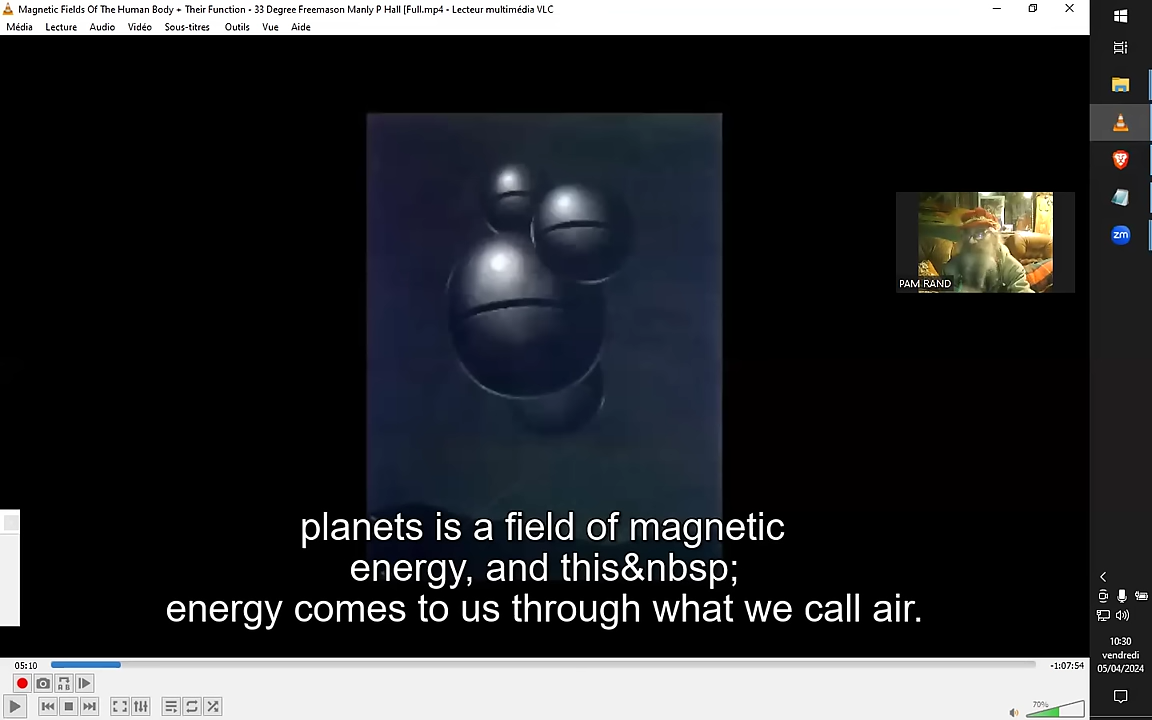 Magnetic Fields Of The Human Body + Their Function - 33 Degree Freemason Manly P Hall [Full.mp4 - Lecteur multimédia VLC
Média Lecture Audio Vidéo Sous-titres Outils Vue Aide
PAM RAND
zm
planets is a field of magnetic
energy, and this&nbsp;
energy comes to us through what we call air.
05:10
-1:07:54
70%
10:30
vendredi
05/04/2024